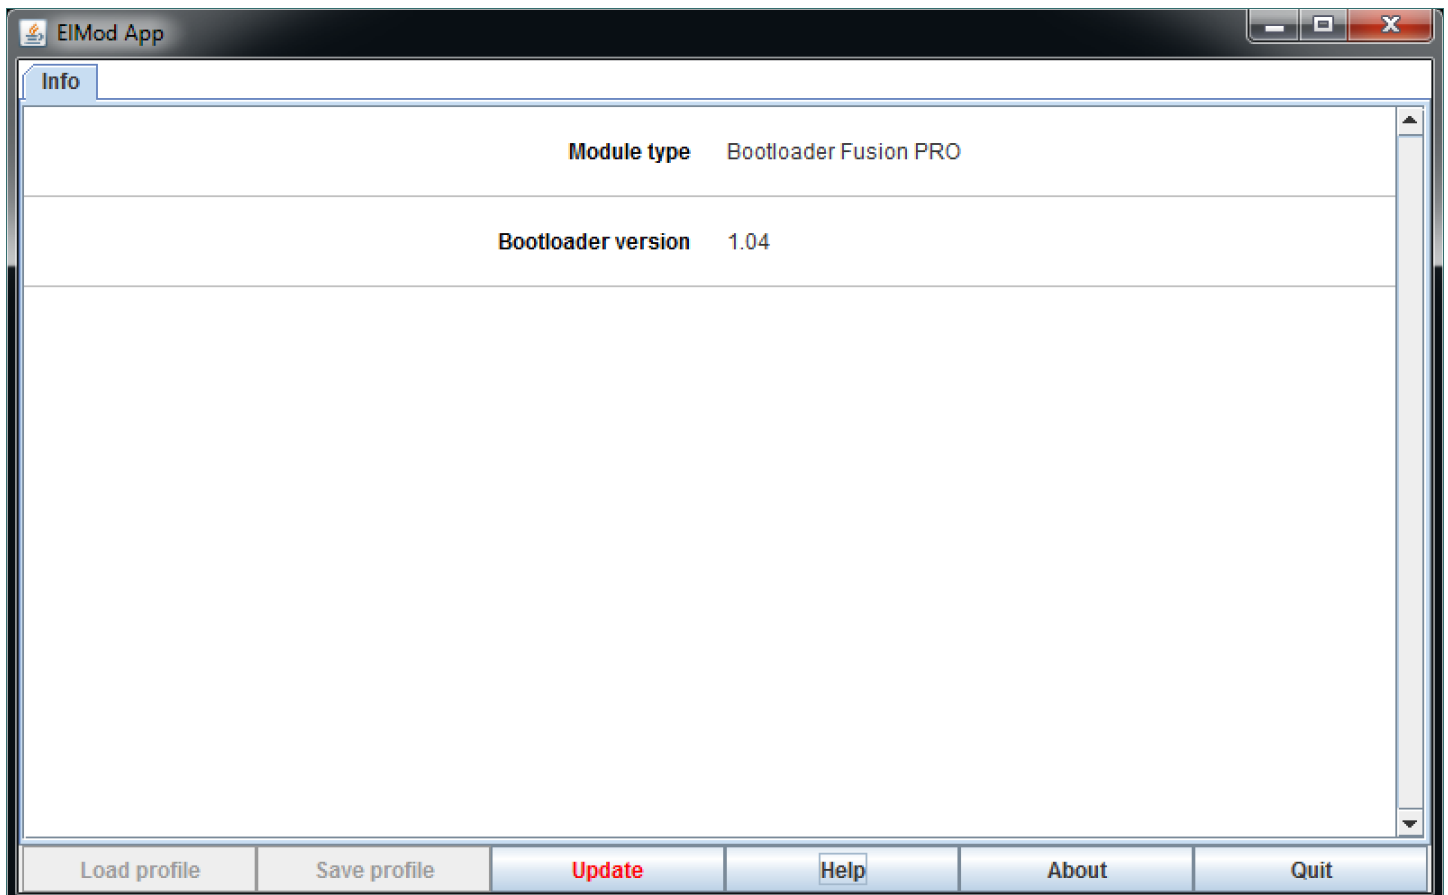 ElMod App
Info
Module type Bootloader Fusion PRO
Bootloader version 1.04
Load profile Save profile Update Help About Quit